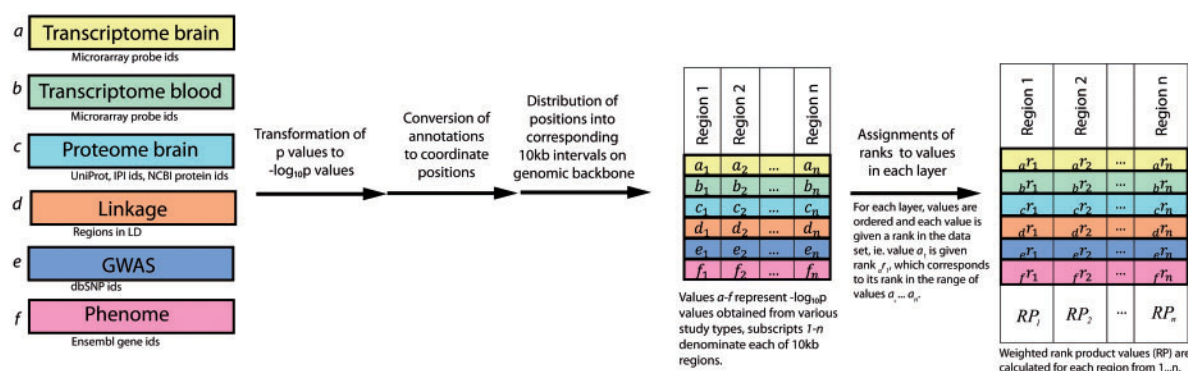 a Transcriptome brain
Microrarray probe ids
b Transcriptome blood
Microarray probe ids
c Proteome brain
UniProt, IPI ids, NCBI protein ids
d Linkage
Regions in LD
e GWAS
dbSNP ids
f Phenome
Ensembl gene ids
Transformation of
p values to
-log₁₀p values
Conversion of
annotations
to coordinate
positions
Distribution of
positions into
corresponding
10kb intervals on
genomic backbone
Region 1 Region 2 Region n
a₁ a₂ ... aₙ
b₁ b₂ ... bₙ
c₁ c₂ ... cₙ
d₁ d₂ ... dₙ
e₁ e₂ ... eₙ
f₁ f₂ ... fₙ
Values a-f represent -log₁₀p
values obtained from various
study types, subscripts 1-n
denominate each of 10kb
regions.
Assignments of
ranks to values
in each layer
For each layer, values are
ordered and each value is
given a rank in the data
set, ie. value a₁ is given
rank ₐr₁, which corresponds
to its rank in the range of
values a₁ ... aₙ.
Region 1 Region 2 Region n
ₐr₁ ₐr₂ ... ₐrₙ
br₁ br₂ ... brₙ
cr₁ cr₂ ... crₙ
dr₁ dr₂ ... drₙ
er₁ er₂ ... erₙ
fr₁ fr₂ ... frₙ
RP₁ RP₂ ... RPₙ
Weighted rank product values (RP) are
calculated for each region from 1...n.